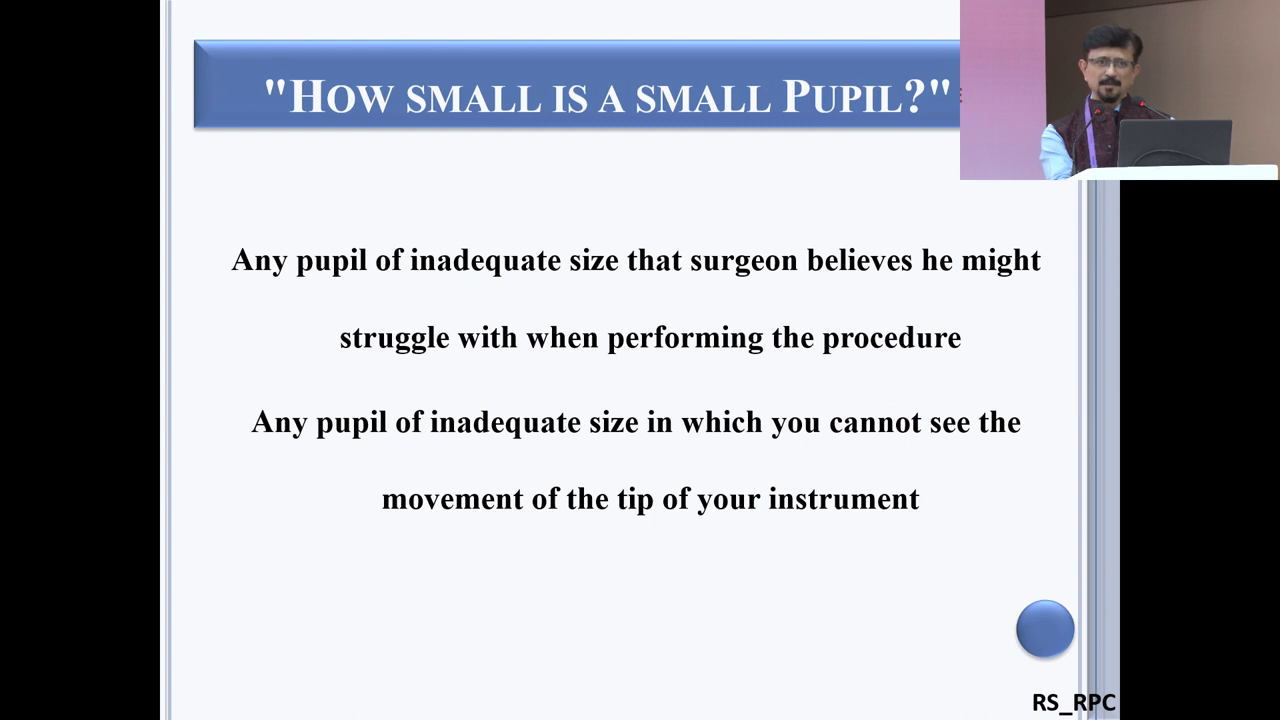 "How small is a small Pupil?"
Any pupil of inadequate size that surgeon believes he might
struggle with when performing the procedure
Any pupil of inadequate size in which you cannot see the
movement of the tip of your instrument
RS_RPC